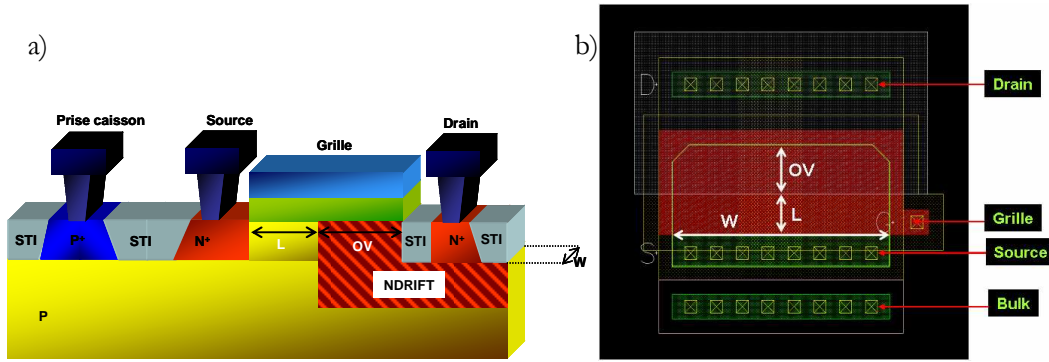 a)
Prise caisson
Source
Grille
Drain
STI
P+
STI
N+
L
OV
STI
N+
STI
W
NDRIFT
P
b)
D
Drain
OV
W
L
G
Grille
S
Source
Bulk